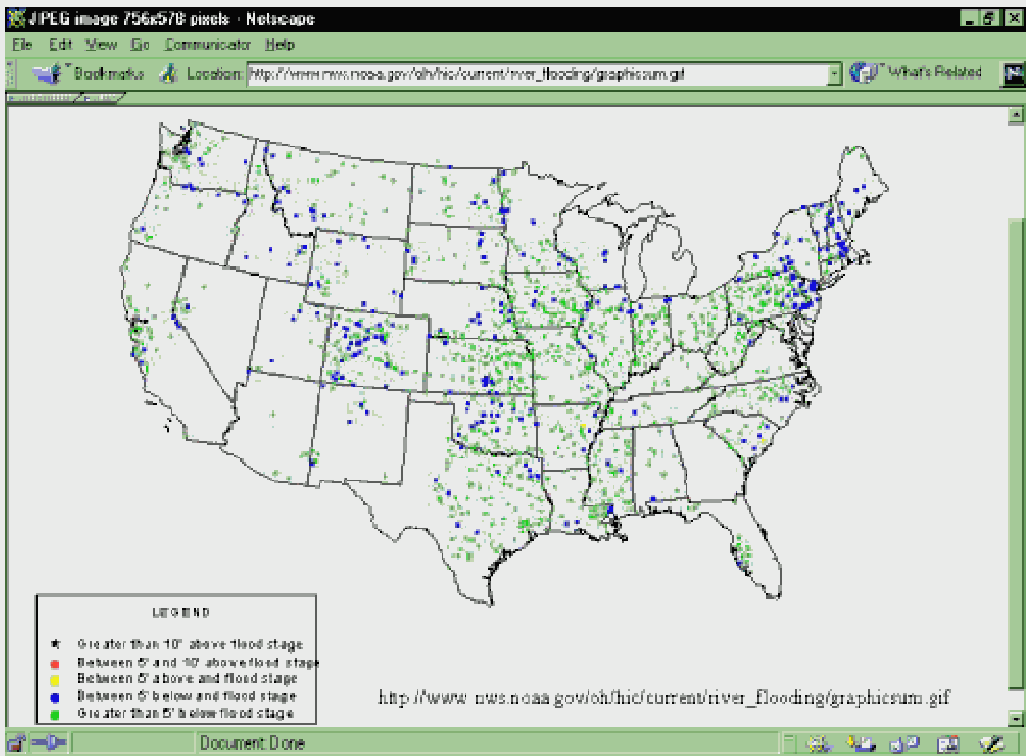 JPEG image 756x578 pixels - Netscape
File Edit View Go Communicator Help
Bookmarks Location: http://www.nws.noaa.gov/oh/hic/current/river_flooding/graphicsum.gif What's Related
LEGEND
Greater than 10' above flood stage
Between 5' and 10' above flood stage
Between 5' above and flood stage
Between 5' below and flood stage
Greater than 5' below flood stage
http://www.nws.noaa.gov/oh/hic/current/river_flooding/graphicsum.gif
Document: Done